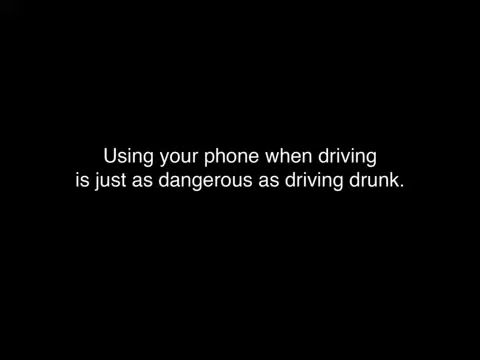 Using your phone when driving
is just as dangerous as driving drunk.